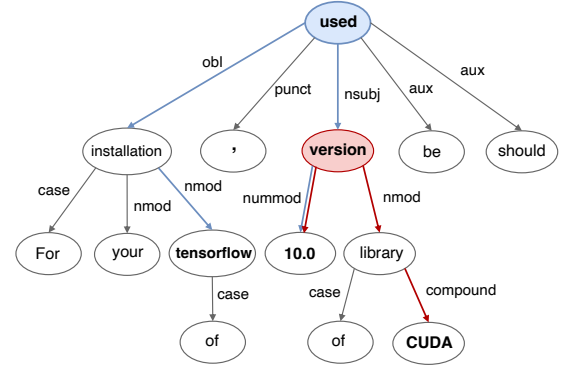 used
obl
punct
nsubj
aux
aux
installation
,
version
be
should
case
nmod
nmod
nummod
nmod
For
your
tensorflow
10.0
library
case
case
compound
of
of
CUDA